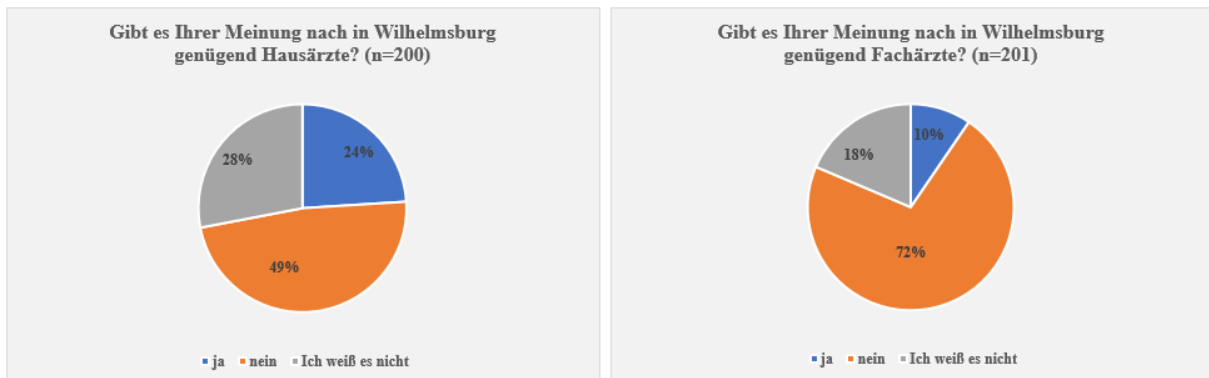 Gibt es Ihrer Meinung nach in Wilhelmsburg
genügend Hausärzte? (n=200)
28%
24%
49%
ja nein Ich weiß es nicht
Gibt es Ihrer Meinung nach in Wilhelmsburg
genügend Fachärzte? (n=201)
10%
18%
72%
ja nein Ich weiß es nicht